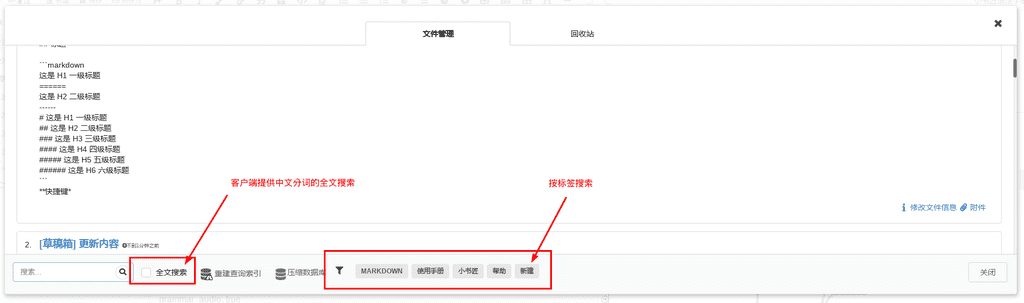 文件管理
回收站
```markdown
这是 H1 一级标题
======
这是 H2 二级标题
------
# 这是 H1 一级标题
## 这是 H2 二级标题
### 这是 H3 三级标题
#### 这是 H4 四级标题
##### 这是 H5 五级标题
###### 这是 H6 六级标题
```
**快捷键*
客户端提供中文分词的全文搜索
按标签搜索
修改文件信息 附件
2. [草稿箱] 更新内容 不到1分钟之前
搜索... 全文搜索 重建查询索引 压缩数据库 MARKDOWN 使用手册 小书匠 帮助 新建 关闭